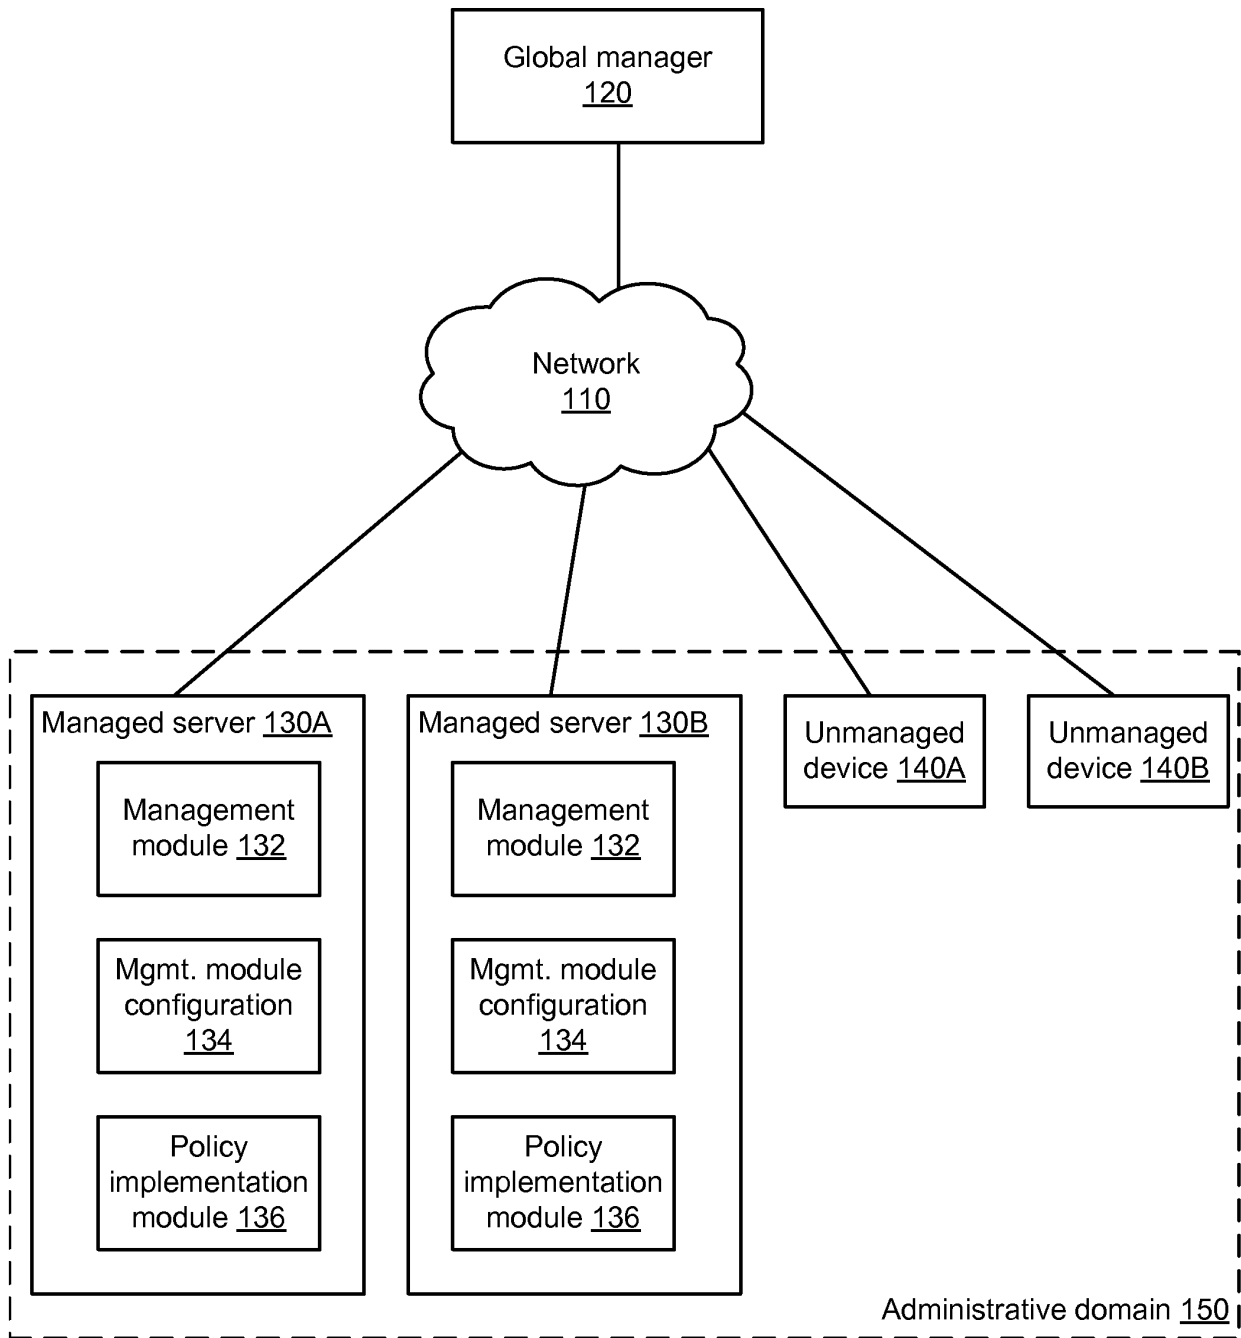 Global manager
120
Network
110
Managed server 130A
Management
module 132
Mgmt. module
configuration
134
Policy
implementation
module 136
Managed server 130B
Management
module 132
Mgmt. module
configuration
134
Policy
implementation
module 136
Unmanaged
device 140A
Unmanaged
device 140B
Administrative domain 150